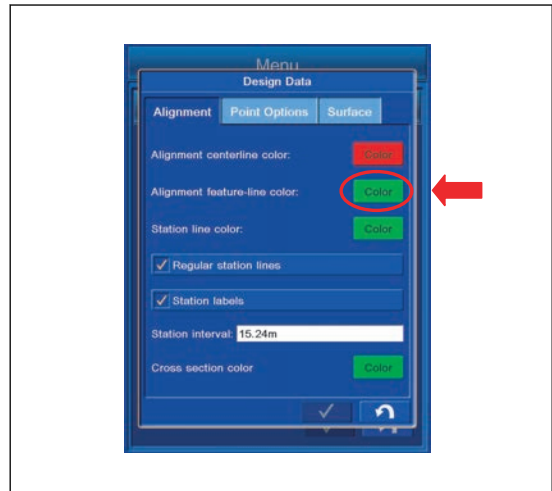 Menu
Design Data
Alignment Point Options Surface
Alignment centerline color: Color
Alignment feature-line color: Color
Station line color: Color
Regular station lines
Station labels
Station interval: 15.24m
Cross section color Color